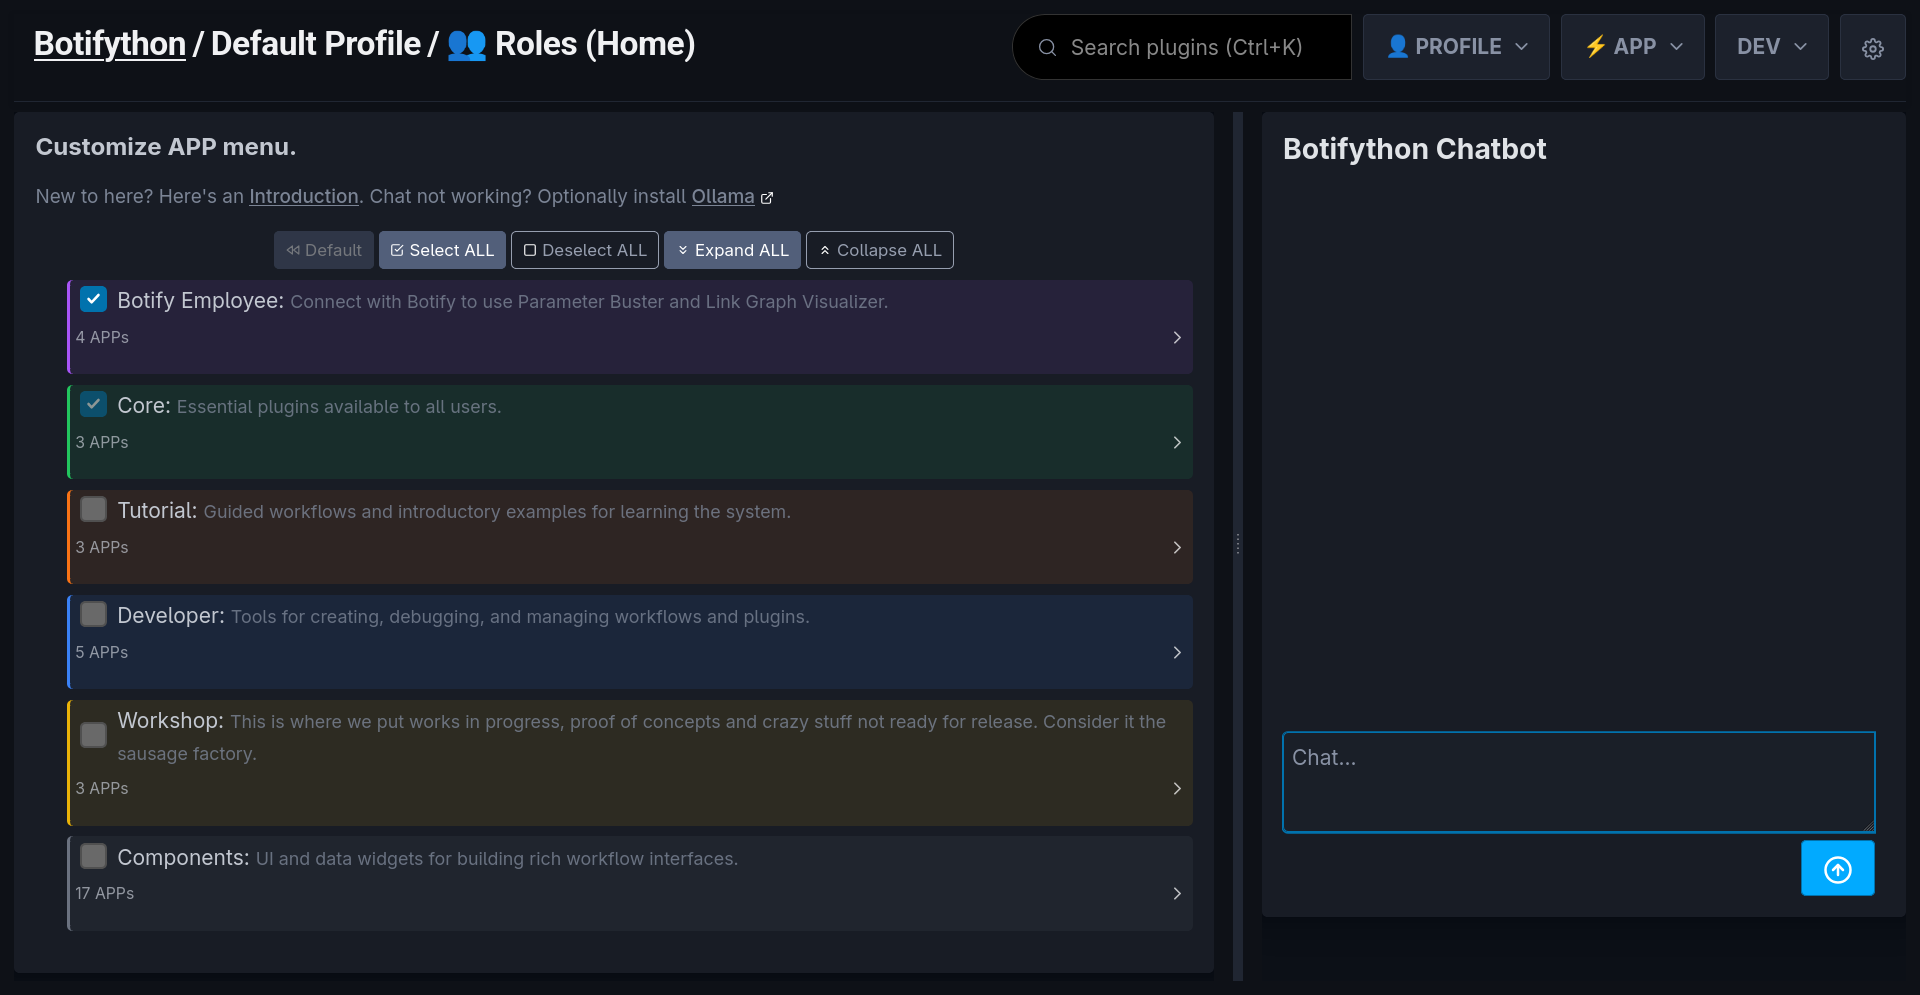 Botifython / Default Profile / 👥 Roles (Home)
Search plugins (Ctrl+K)
👤 PROFILE
⚡ APP
DEV
Customize APP menu.
New to here? Here's an Introduction. Chat not working? Optionally install Ollama
Default
Select ALL
Deselect ALL
Expand ALL
Collapse ALL
Botify Employee: Connect with Botify to use Parameter Buster and Link Graph Visualizer.
4 APPs
Core: Essential plugins available to all users.
3 APPs
Tutorial: Guided workflows and introductory examples for learning the system.
3 APPs
Developer: Tools for creating, debugging, and managing workflows and plugins.
5 APPs
Workshop: This is where we put works in progress, proof of concepts and crazy stuff not ready for release. Consider it the
sausage factory.
3 APPs
Components: UI and data widgets for building rich workflow interfaces.
17 APPs
Botifython Chatbot
Chat...